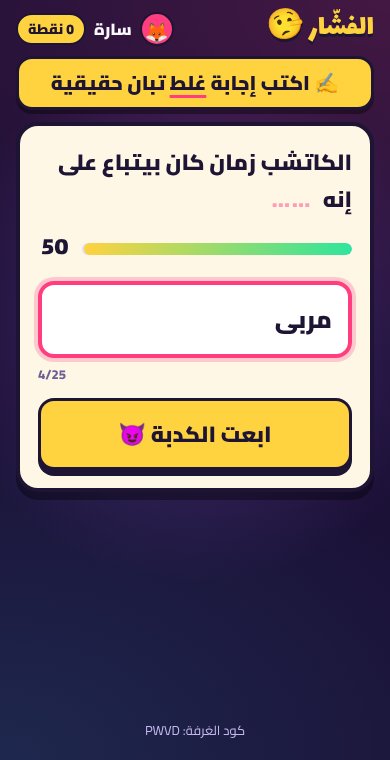 الفشّار
سارة
0 نقطة
✍️ اكتب إجابة غلط تبان حقيقية
الكاتشب زمان كان بيتباع على
إنه ......
50
مربى
4/25
ابعت الكدبة 😈
كود الغرفة: PWVD